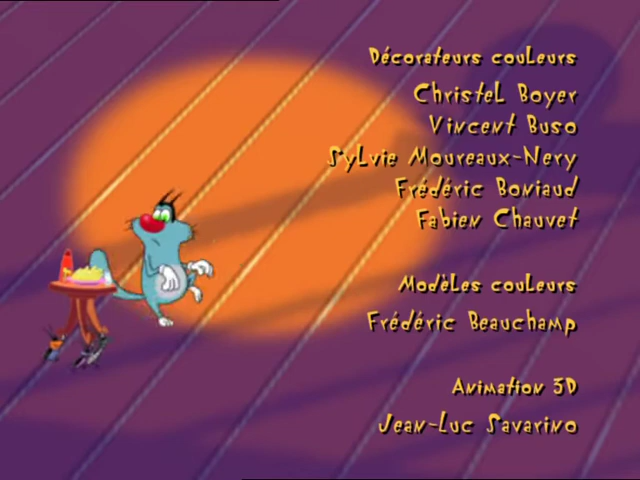 Décorateurs couleurs
Christel Boyer
Vincent Buso
Sylvie Moureaux-Nery
Frédéric Boniaud
Fabien Chauvet
Modèles couleurs
Frédéric Beauchamp
Animation 3D
Jean-Luc Savarino